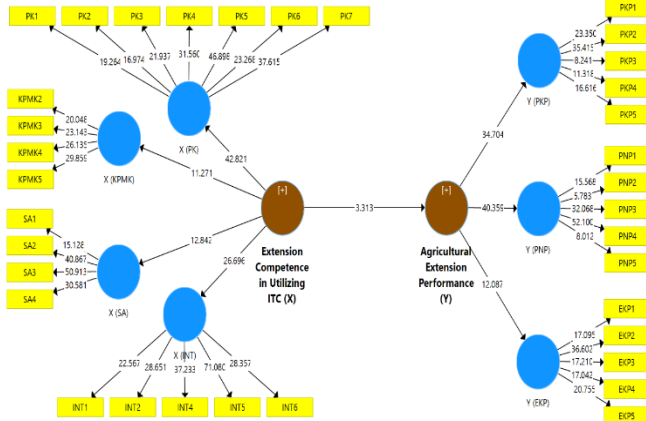 PK1 PK2 PK3 PK4 PK5 PK6 PK7
19.264 16.974 21.937 31.560 46.898 23.268 37.615
X (PK)
KPMK2
KPMK3
KPMK4
KPMK5
20.048
23.143
26.135
29.859
X (KPMK)
42.821
11.271
12.842
26.696
[+]
Extension
Competence
in Utilizing
ITC (X)
SA1
SA2
SA3
SA4
15.128
40.867
50.913
30.581
X (SA)
X (INT)
22.567 28.651 37.233 71.080 28.357
INT1 INT2 INT4 INT5 INT6
3.313
[+]
Agricultural
Extension
Performance
(Y)
34.704
40.359
12.087
Y (PKP)
23.350
35.415
8.241
11.318
16.616
PKP1
PKP2
PKP3
PKP4
PKP5
Y (PNP)
15.568
5.783
32.068
52.100
8.012
PNP1
PNP2
PNP3
PNP4
PNP5
Y (EKP)
17.095
36.602
17.210
17.042
20.755
EKP1
EKP2
EKP3
EKP4
EKP5